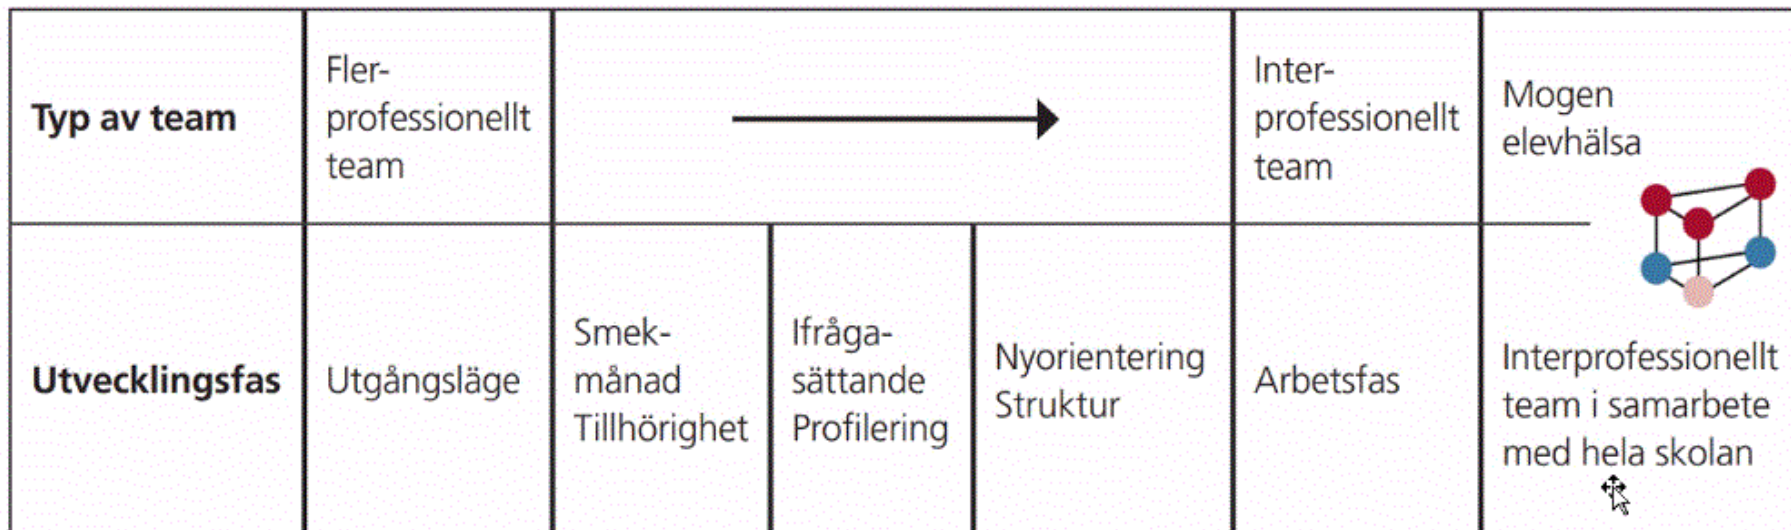 Typ av team
Fler-
professionellt
team
Inter-
professionellt
team
Mogen
elevhälsa
Utvecklingsfas
Utgångsläge
Smek-
månad
Tillhörighet
Ifråga-
sättande
Profilering
Nyorientering
Struktur
Arbetsfas
Interprofessionellt
team i samarbete
med hela skolan